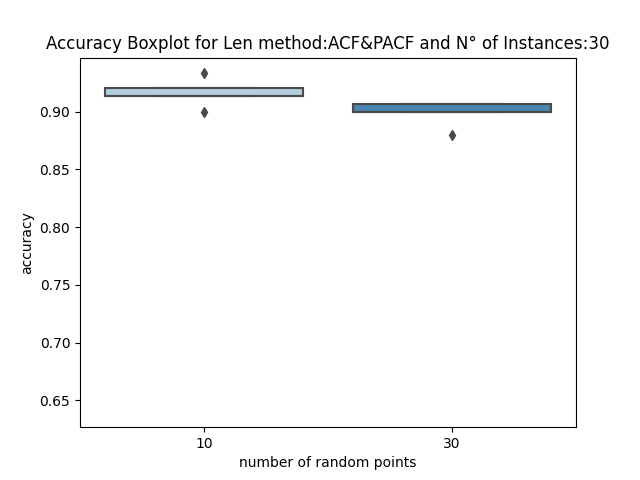 Accuracy Boxplot for Len method:ACF&PACF and N° of Instances:30
0.90
0.85
0.80
0.75
0.70
0.65
accuracy
10 30
number of random points